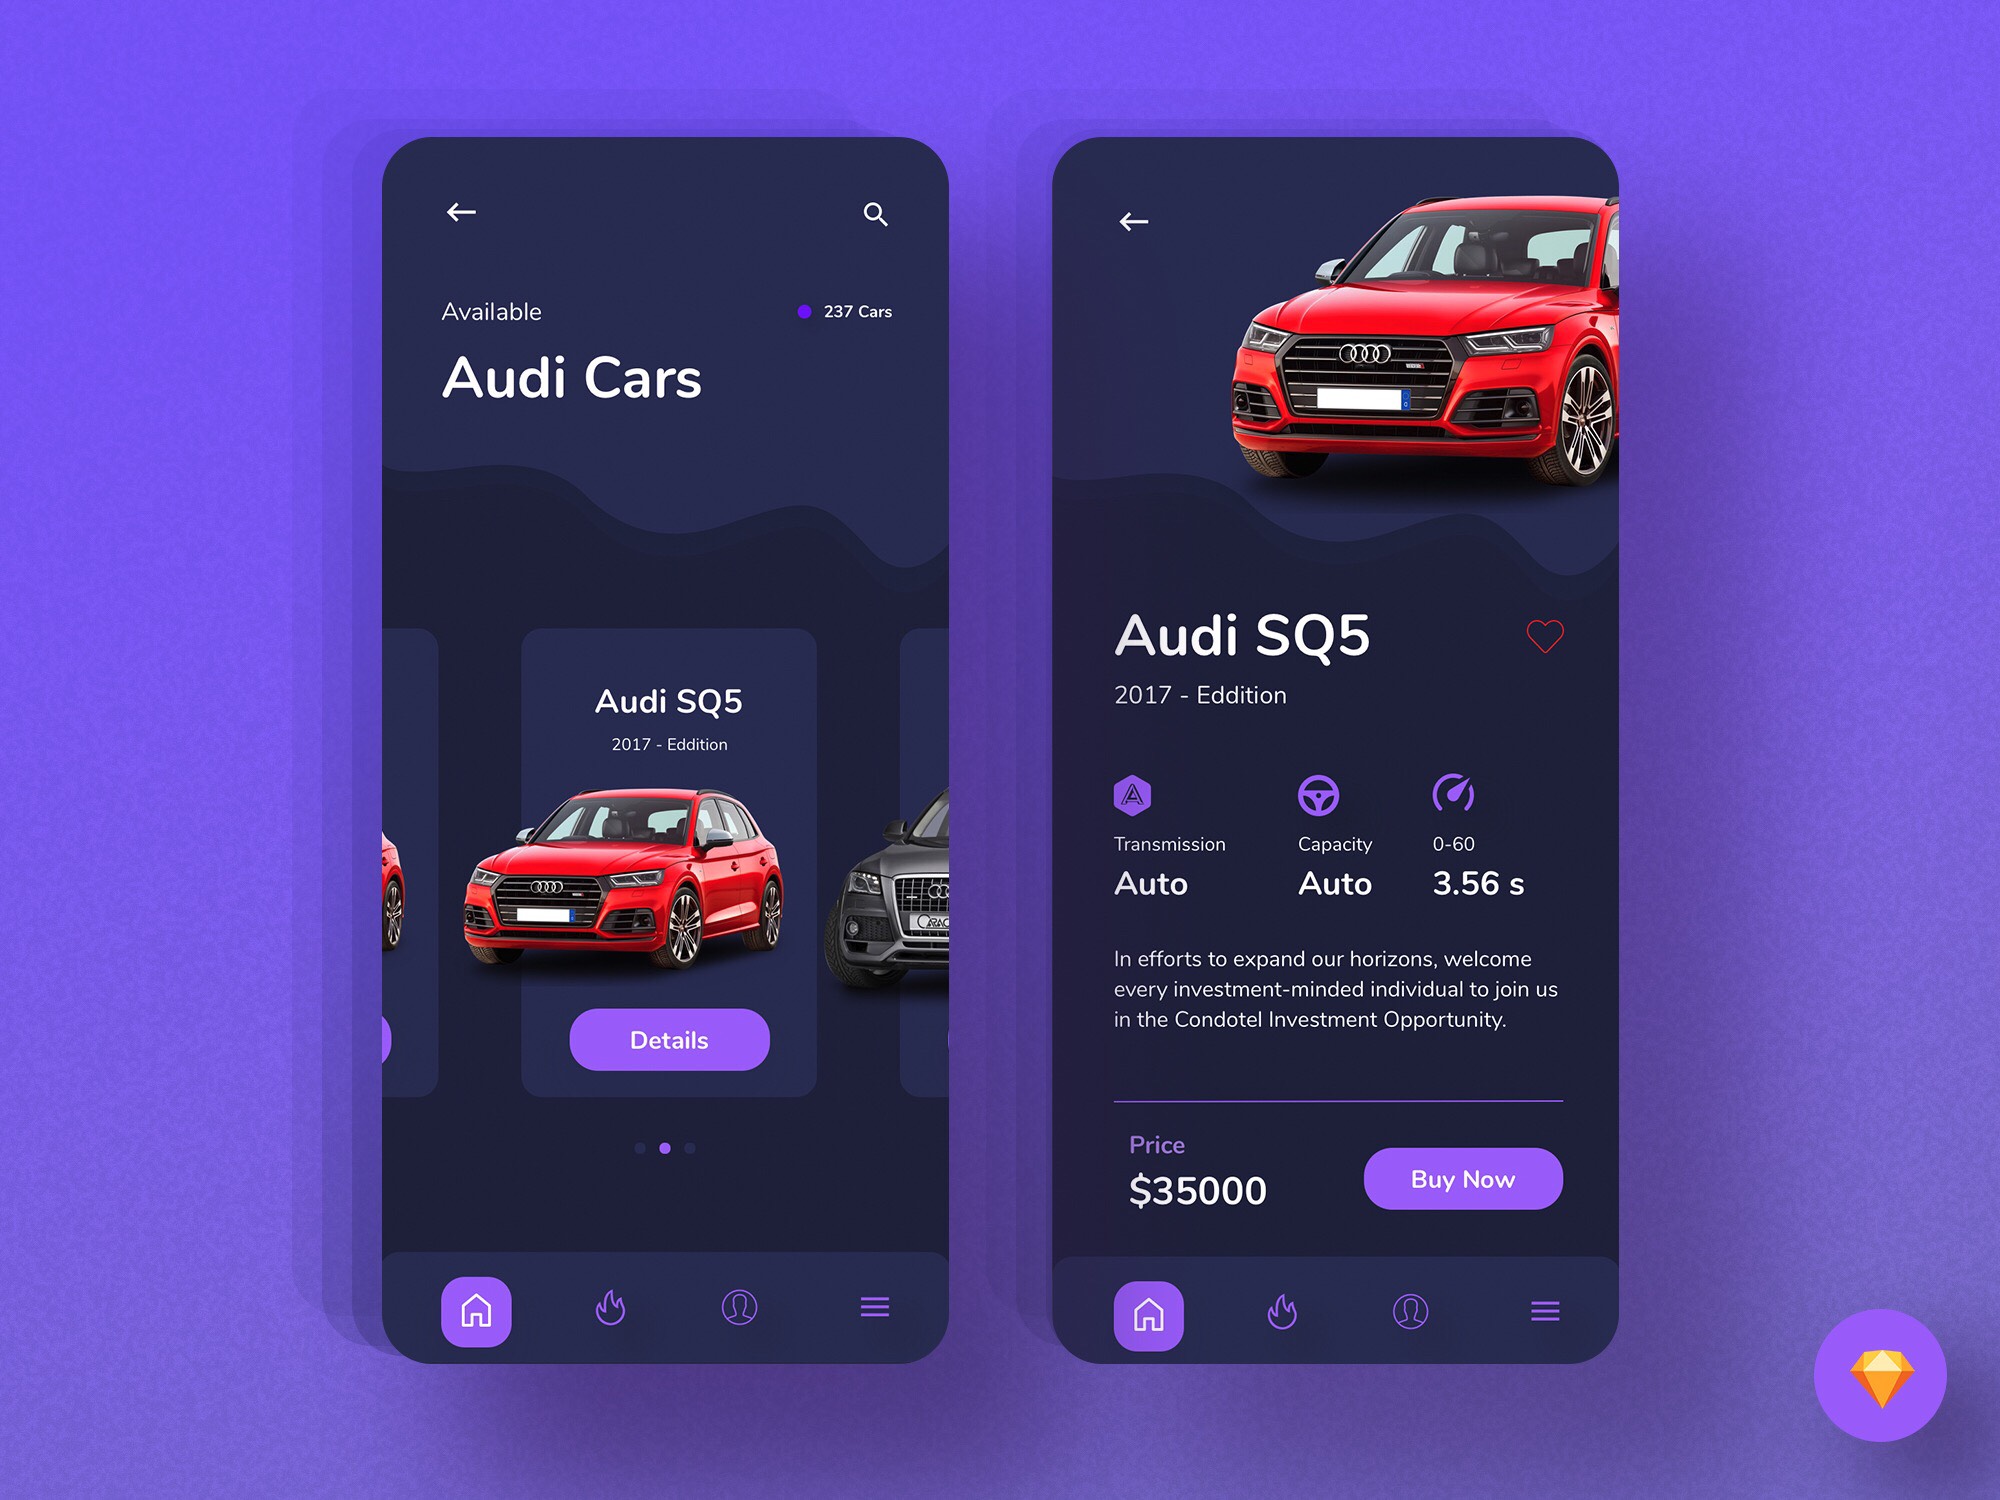 Available
237 Cars
Audi Cars
Audi SQ5
2017 - Eddition
Details
Audi SQ5
2017 - Eddition
Transmission
Capacity
0-60
Auto
Auto
3.56 s
In efforts to expand our horizons, welcome
every investment-minded individual to join us
in the Condotel Investment Opportunity.
Price
$35000
Buy Now